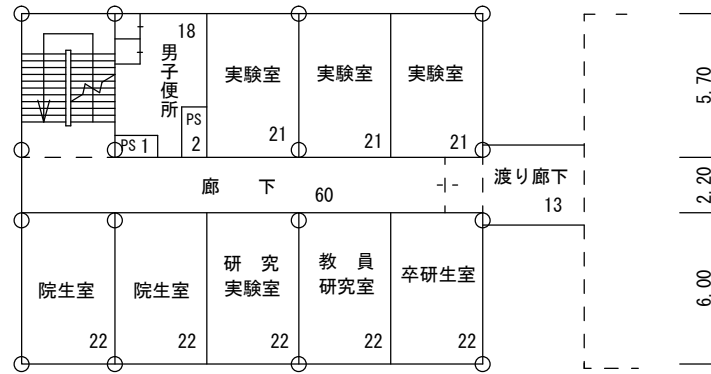 18
男子便所
PS 1
PS
2
実験室
21
実験室
21
実験室
21
5.70
廊 下
60
渡り廊下
13
2.20
院生室
22
院生室
22
研 究
実験室
22
教 員
研究室
22
卒研生室
22
6.00